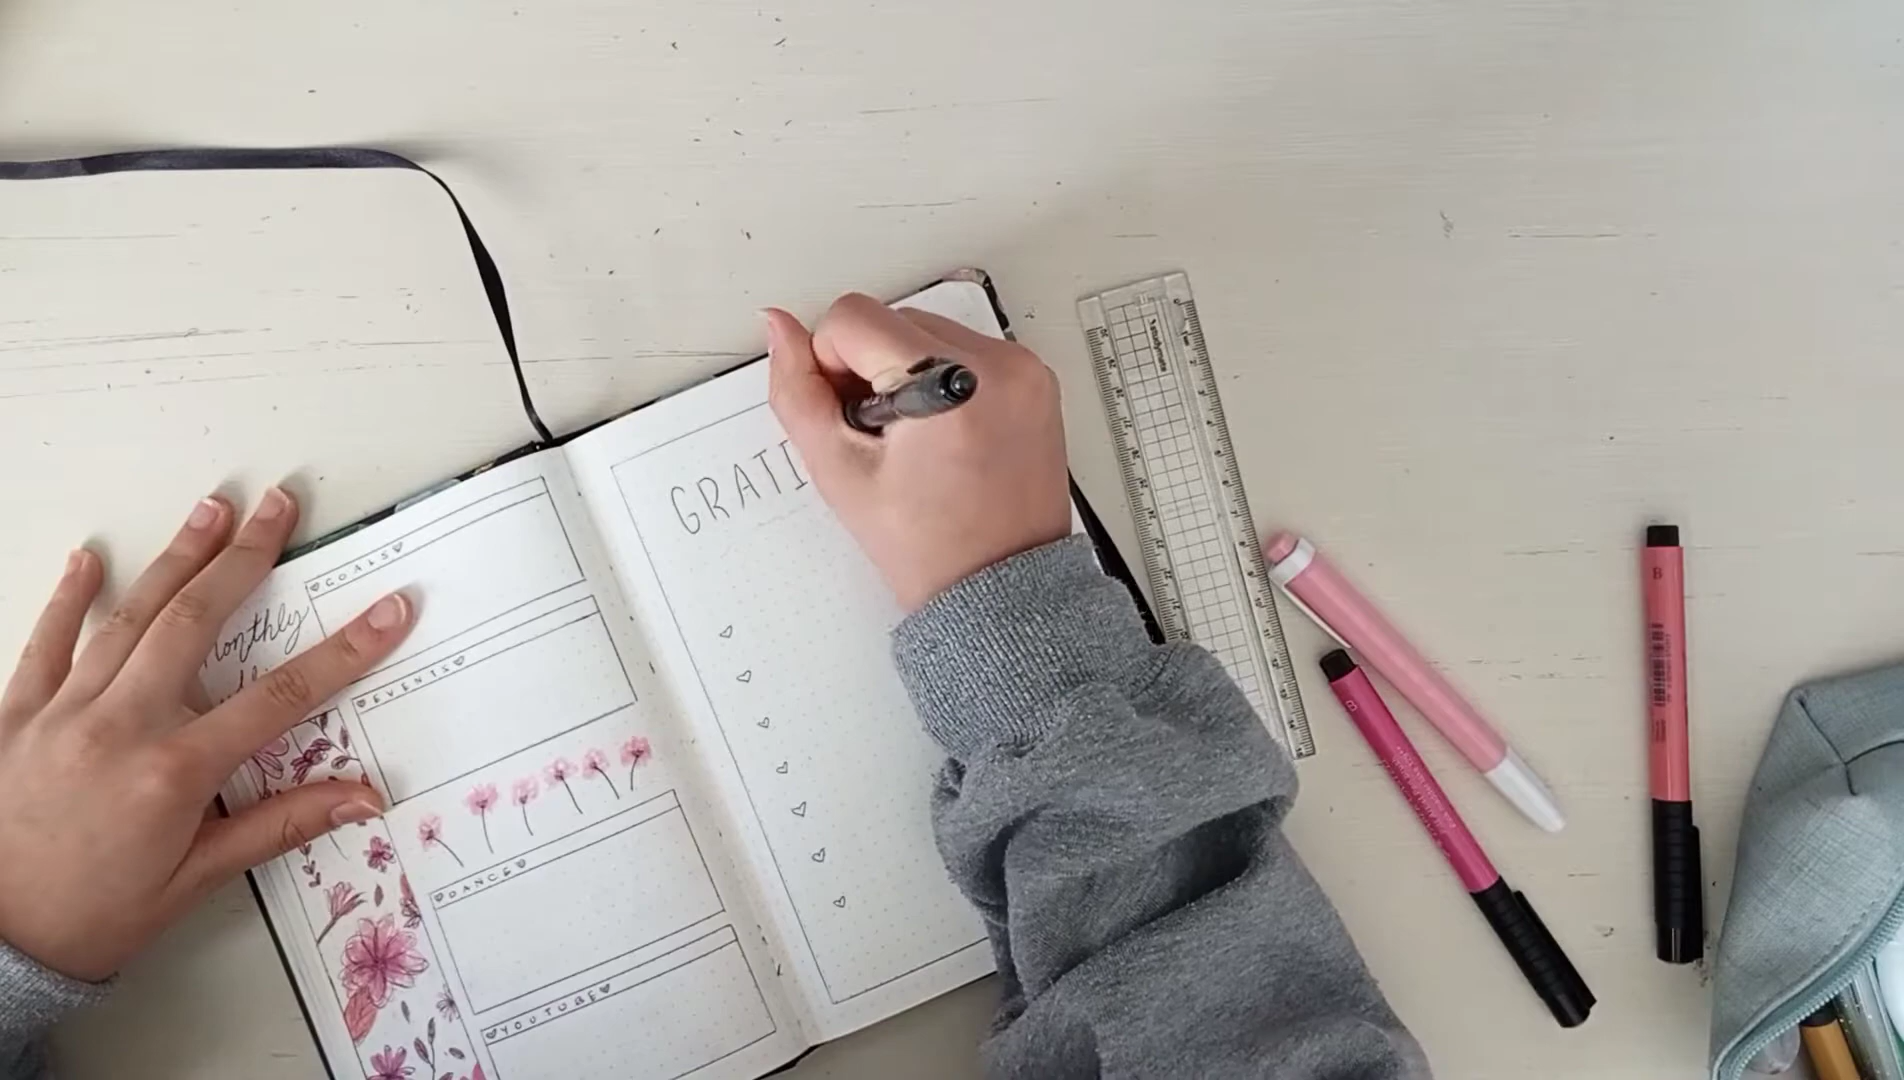 GOALS
Monthly
EVENTS
DANCE
YOUTUBE
GRATI
B
B